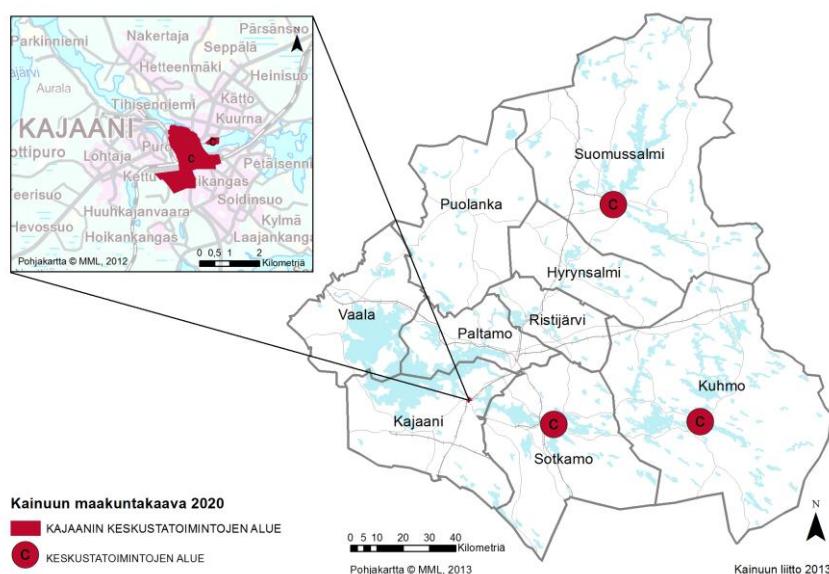 Parkinniemi
Nakertaja
Pärsänsuo
Seppälä
N
Hetteenmäki
Heinisuo
Aurala
Tihisenniemi
Kättö
Kuurna
KAJAANI
Puro
C
Lohtaja
Petäisenni
Kettu
ikangas
Soidinsuo
Huuhkajanvaara
Kylmä
Hevossuo
Hoikankangas
Laajankanga
0 0,5 1 2
Kilometriä
Pohjakartta © MML, 2012
Suomussalmi
C
Puolanka
Hyrynsalmi
Vaala
Paltamo
Ristijärvi
Kuhmo
Kajaani
C
C
Sotkamo
Kainuun maakuntakaava 2020
KAJAANIN KESKUSTATOIMINTOJEN ALUE
C KESKUSTATOIMINTOJEN ALUE
N
0 5 10 20 30 40
Kilometriä
Pohjakartta © MML, 2013
Kainuun liitto 2013